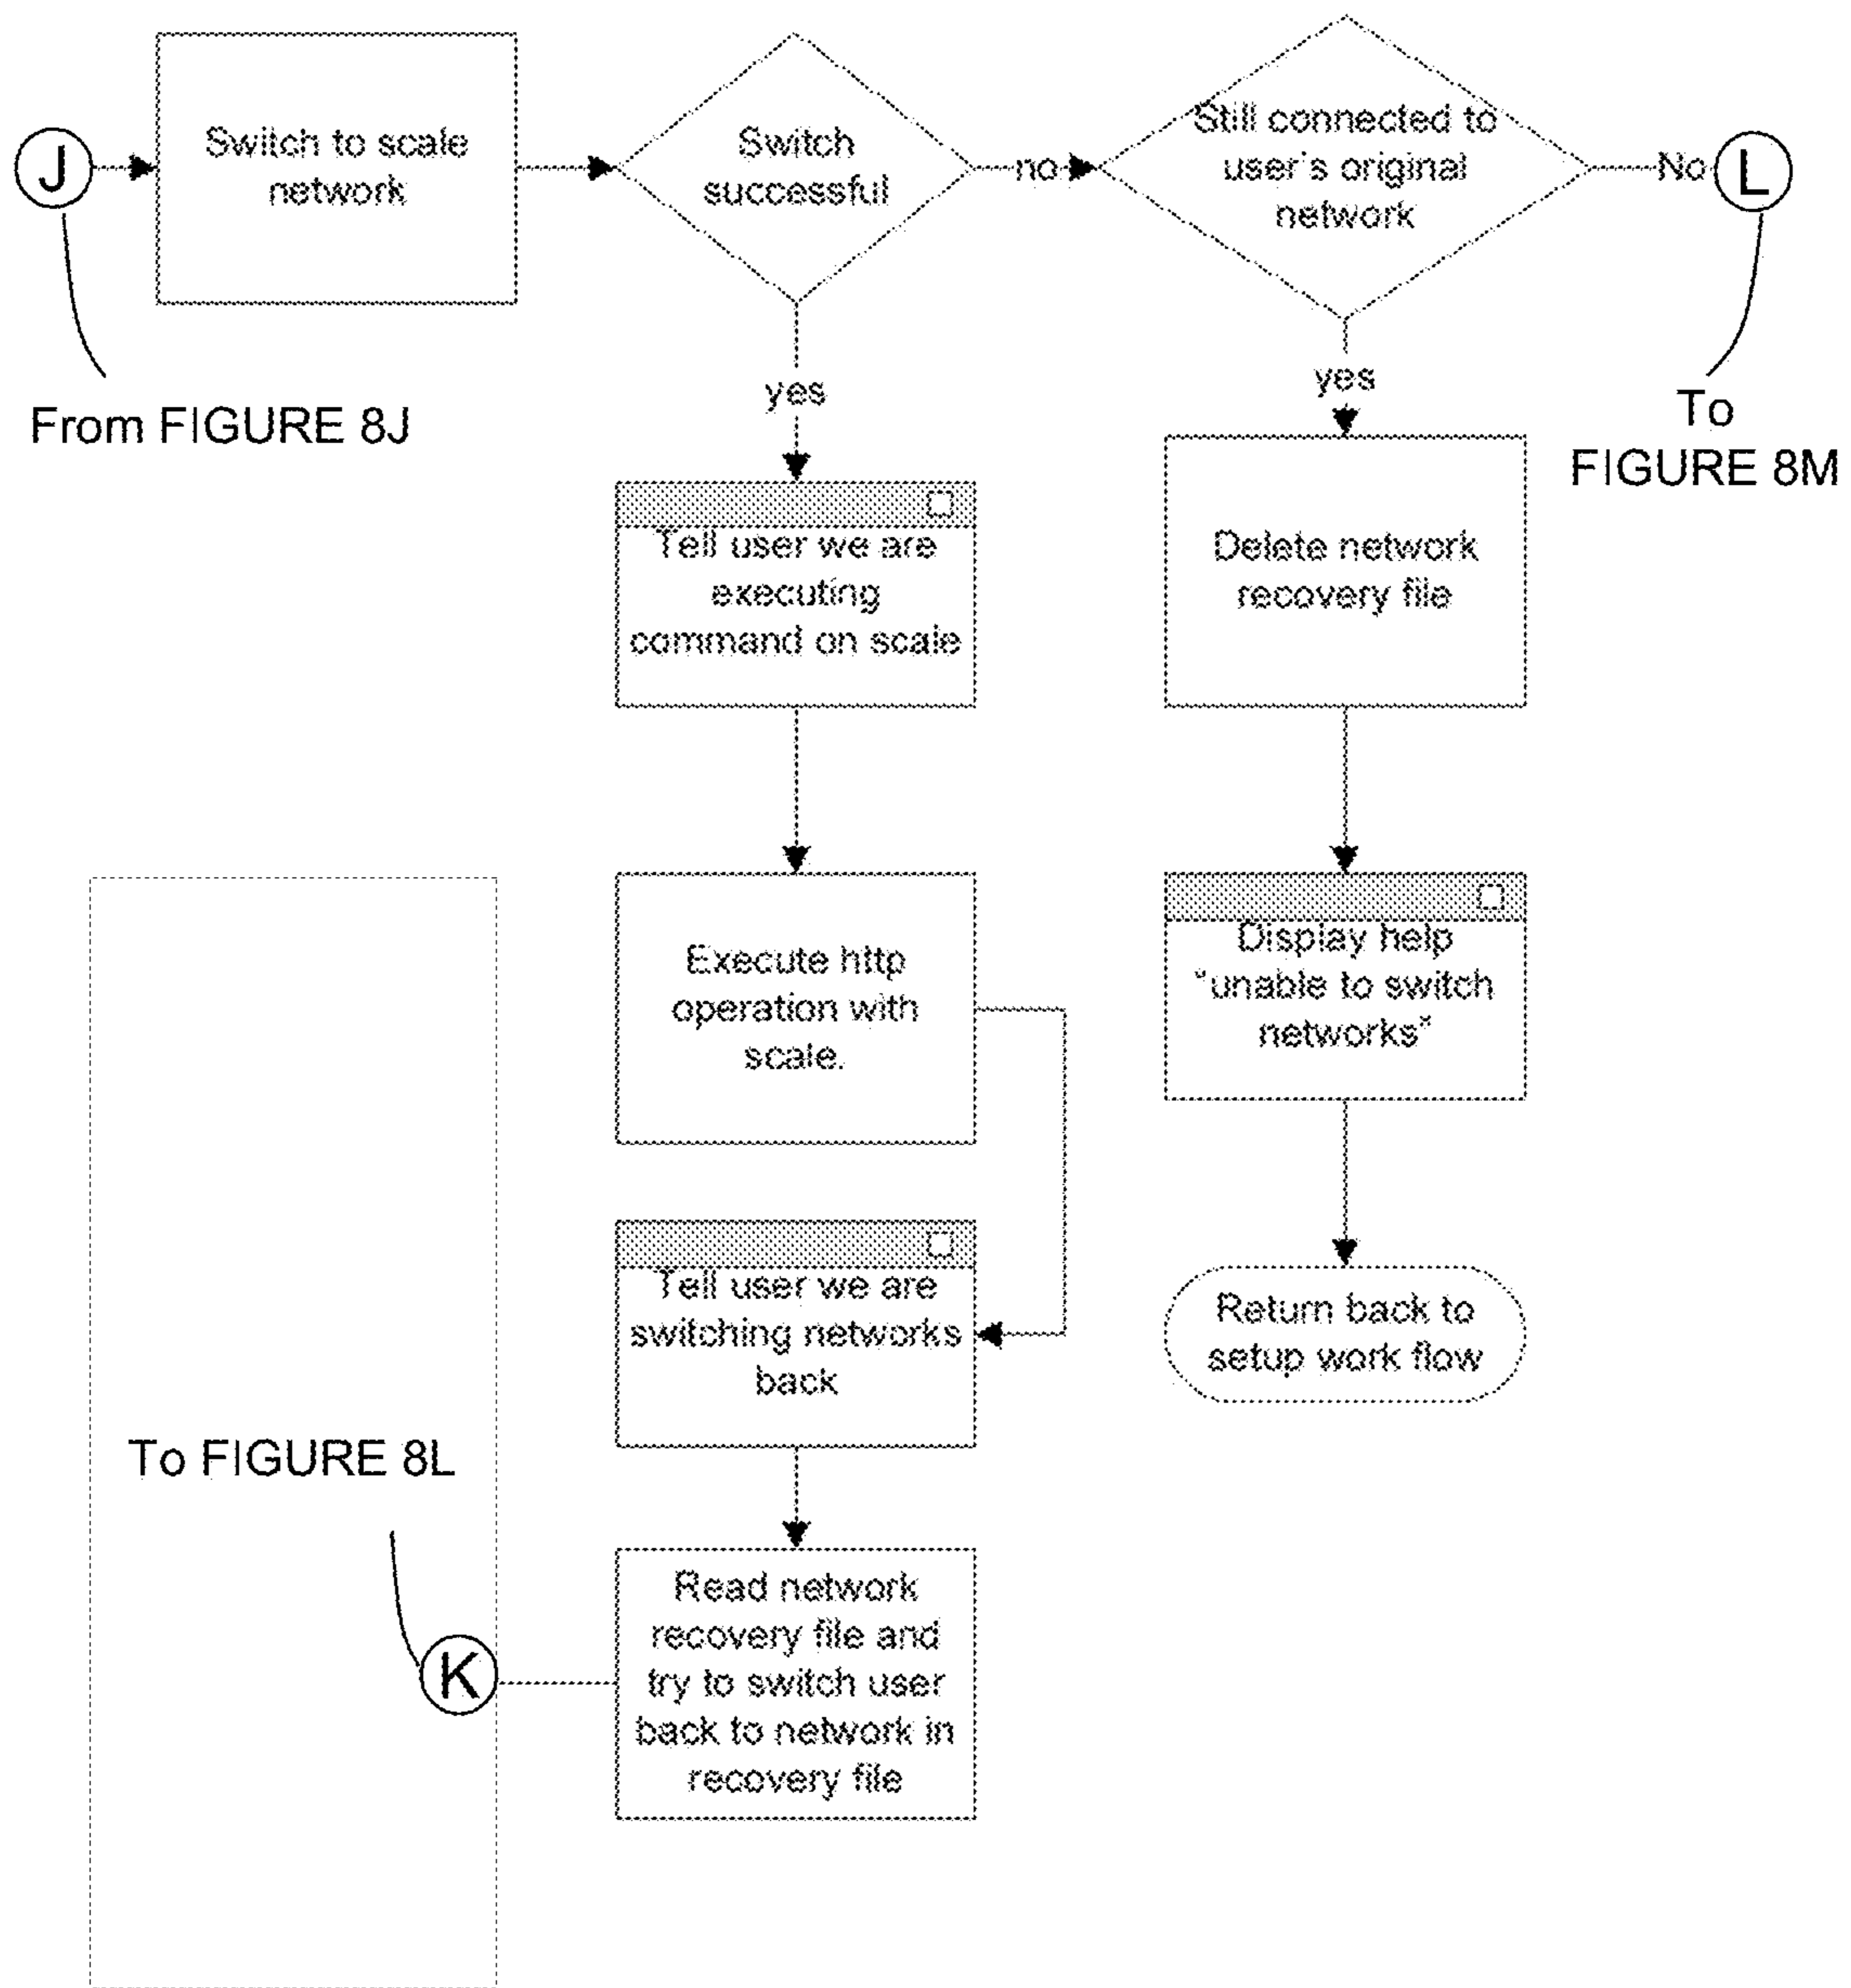 J
Switch to scale
network
Switch
successful
no
Still connected to
user's original
network
No
L
From FIGURE 8J
yes
yes
To
FIGURE 8M
Tell user we are
executing
command on scale
Delete network
recovery file
Execute http
operation with
scale.
Display help
"unable to switch
networks"
Tell user we are
switching networks
back
Return back to
setup work flow
To FIGURE 8L
K
Read network
recovery file and
try to switch user
back to network in
recovery file